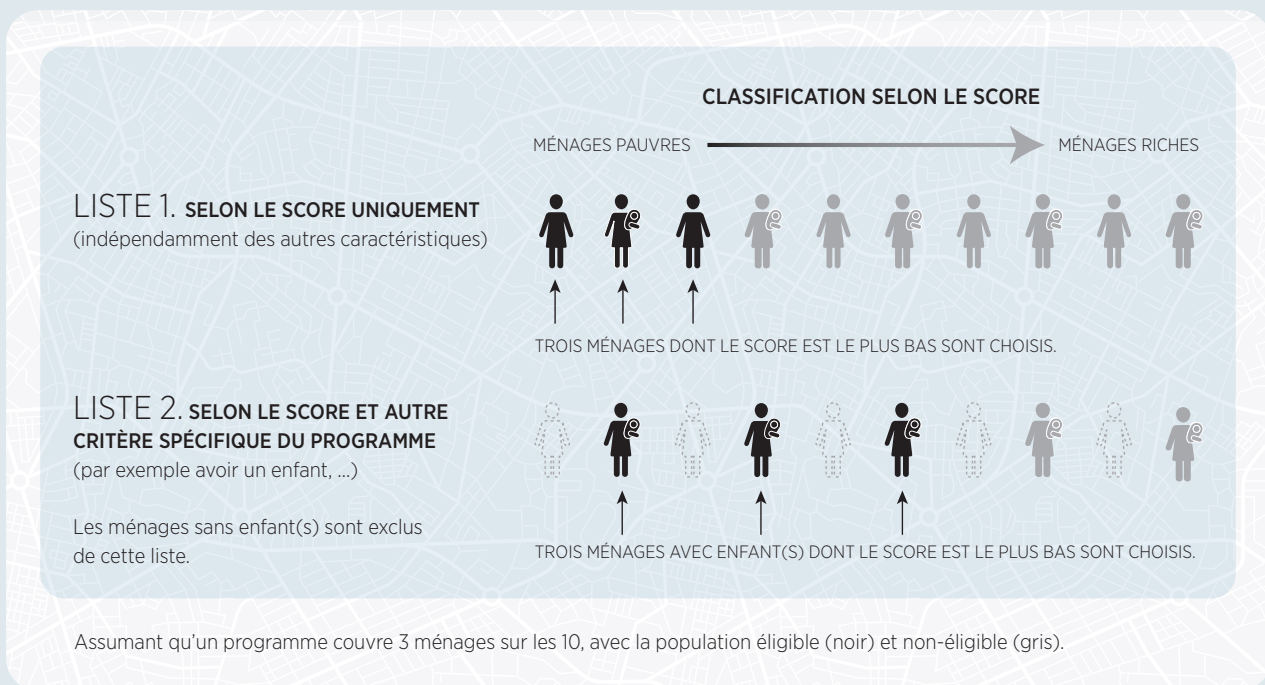 CLASSIFICATION SELON LE SCORE
MÉNAGES PAUVRES
MÉNAGES RICHES
LISTE 1. SELON LE SCORE UNIQUEMENT
(indépendamment des autres caractéristiques)
TROIS MÉNAGES DONT LE SCORE EST LE PLUS BAS SONT CHOISIS.
LISTE 2. SELON LE SCORE ET AUTRE
CRITÈRE SPÉCIFIQUE DU PROGRAMME
(par exemple avoir un enfant, ...)
Les ménages sans enfant(s) sont exclus
de cette liste.
TROIS MÉNAGES AVEC ENFANT(S) DONT LE SCORE EST LE PLUS BAS SONT CHOISIS.
Assumant qu'un programme couvre 3 ménages sur les 10, avec la population éligible (noir) et non-éligible (gris).